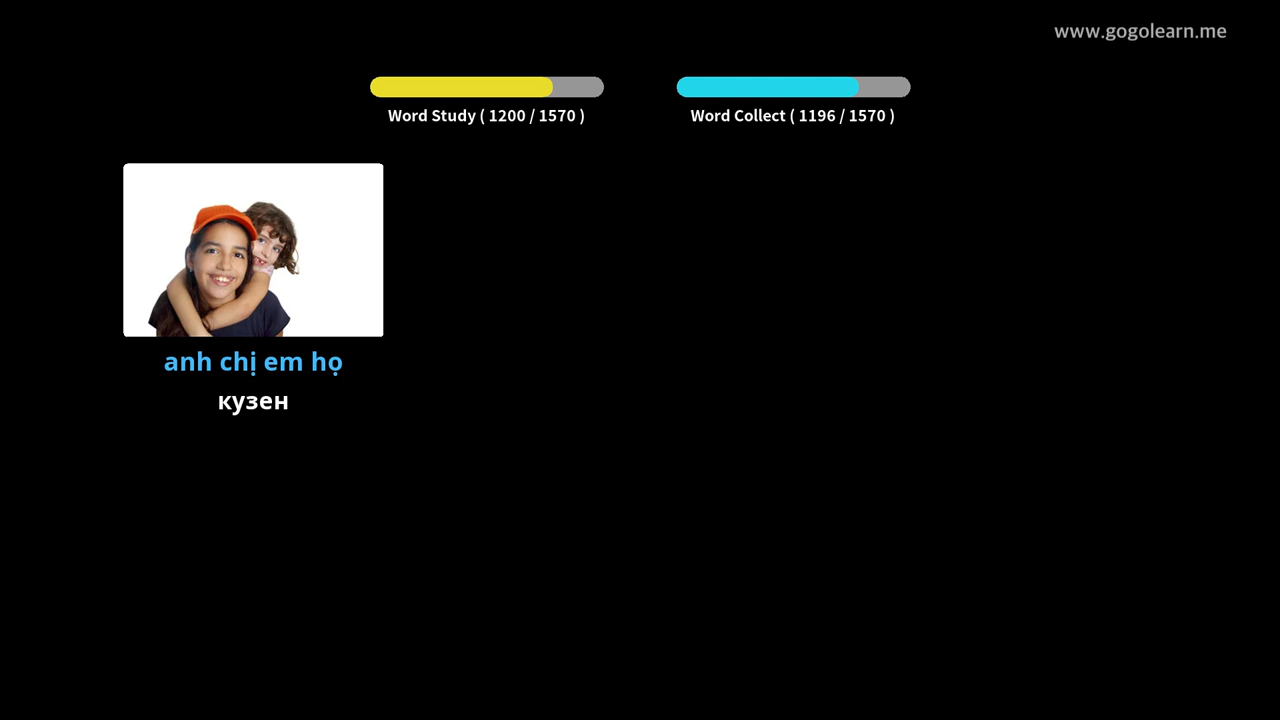 www.gogolearn.me
Word Study ( 1200 / 1570 )
Word Collect ( 1196 / 1570 )
anh chị em họ
кузен